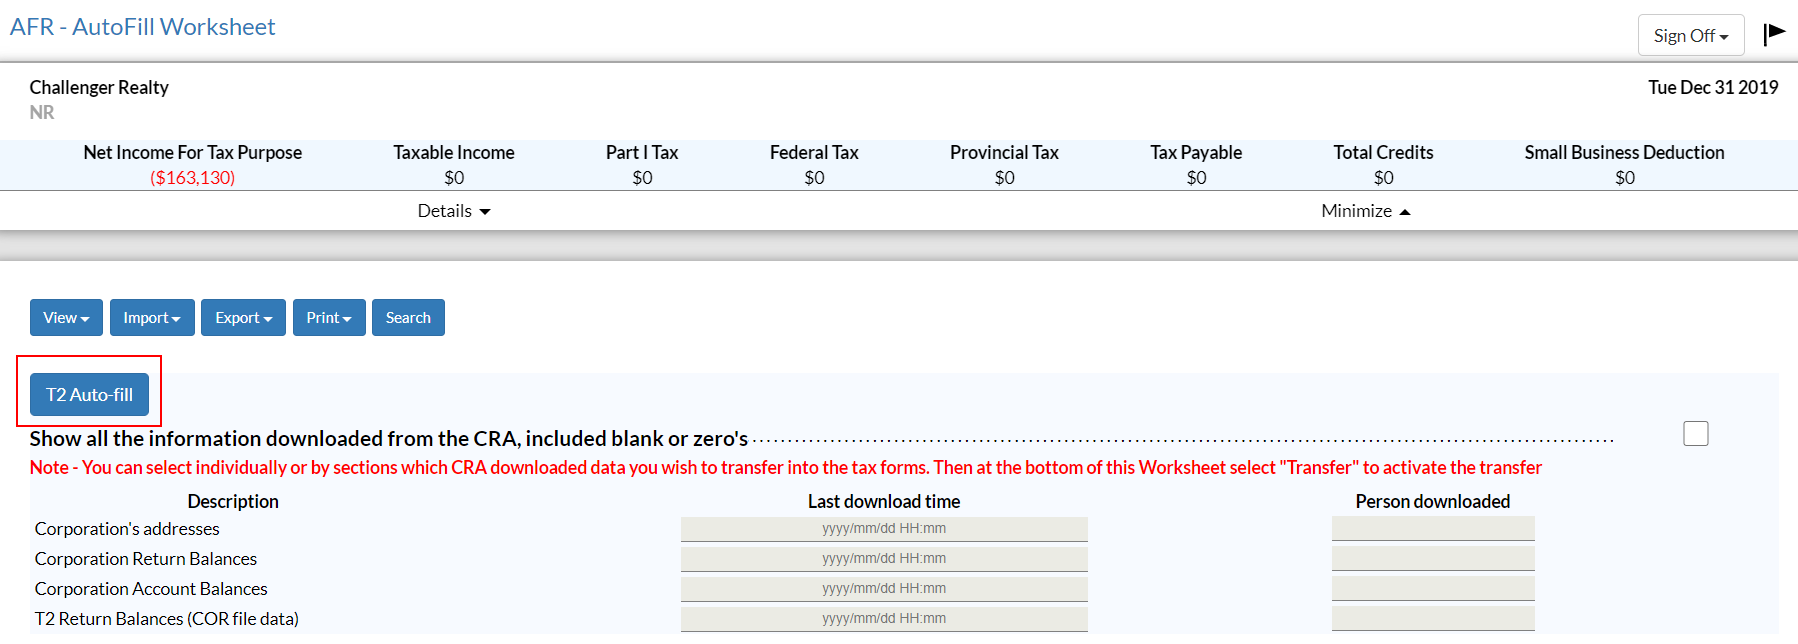 AFR - AutoFill Worksheet
Sign Off
Challenger Realty
Tue Dec 31 2019
NR
Net Income For Tax Purpose Taxable Income Part I Tax Federal Tax Provincial Tax Tax Payable Total Credits Small Business Deduction
($163,130) $0 $0 $0 $0 $0 $0 $0
Details Minimize
View Import Export Print Search
T2 Auto-fill
Show all the information downloaded from the CRA, included blank or zero's
Note - You can select individually or by sections which CRA downloaded data you wish to transfer into the tax forms. Then at the bottom of this Worksheet select "Transfer" to activate the transfer
Description Last download time Person downloaded
Corporation's addresses yyyy/mm/dd HH:mm
Corporation Return Balances yyyy/mm/dd HH:mm
Corporation Account Balances yyyy/mm/dd HH:mm
T2 Return Balances (COR file data) yyyy/mm/dd HH:mm